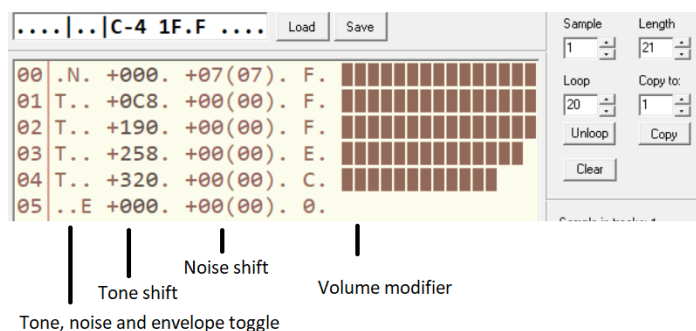 ....|..|C-4 1F.F .... Load Save
Sample Length
1 21
Loop Copy to:
20 1
Unloop Copy
Clear
00 .N. +000. +07(07). F.
01 T.. +0C8. +00(00). F.
02 T.. +190. +00(00). F.
03 T.. +258. +00(00). E.
04 T.. +320. +00(00). C.
05 ..E +000. +00(00). 0.
Noise shift
Tone shift
Volume modifier
Tone, noise and envelope toggle